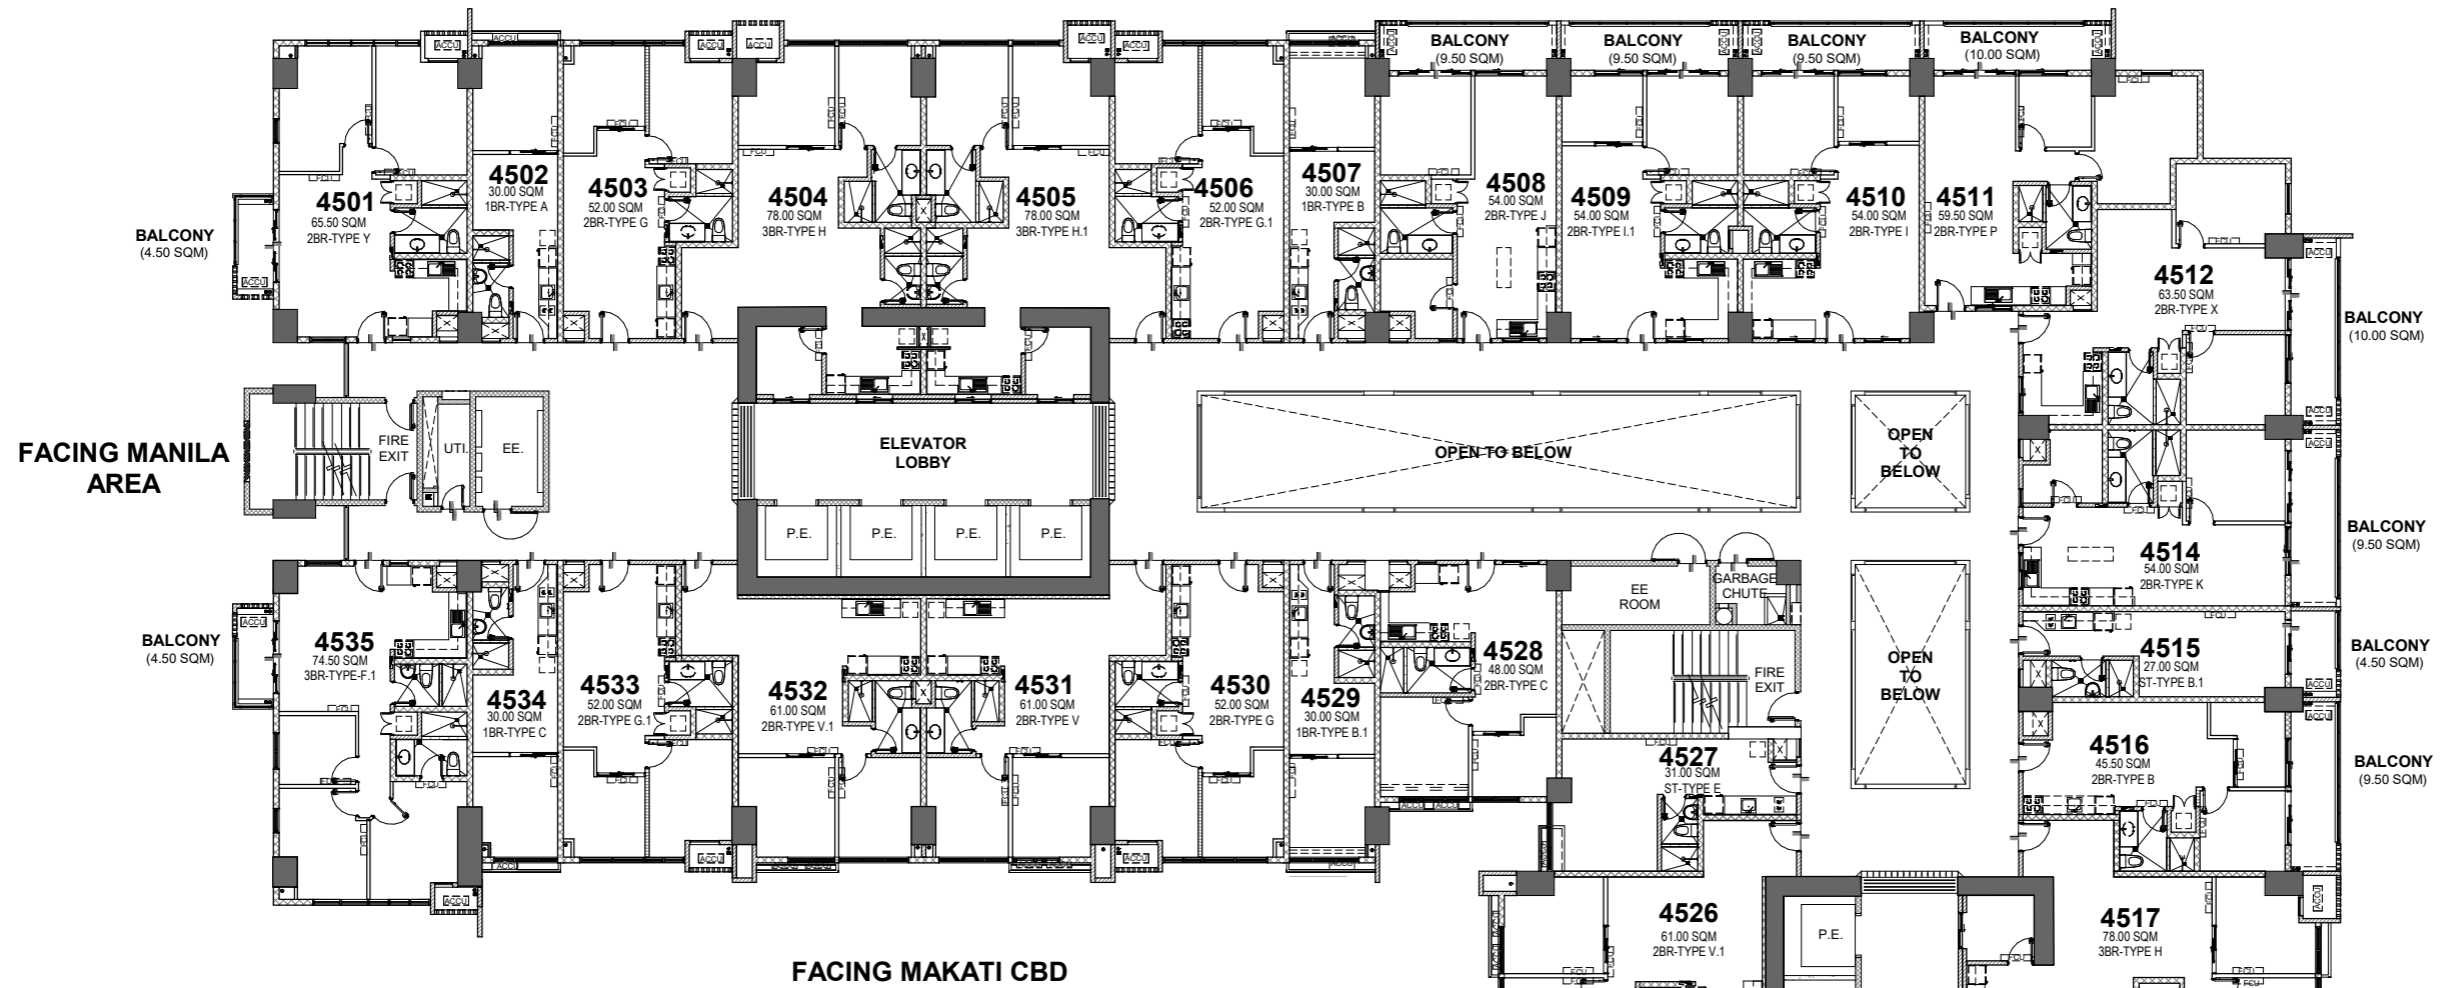 BALCONY
(9.50 SQM)
BALCONY
(9.50 SQM)
BALCONY
(9.50 SQM)
BALCONY
(10.00 SQM)
ACCU
ACCU
ACCU
ACCU
ACCU
ACCU
4501
65.50 SQM
2BR-TYPE Y
4502
30.00 SQM
1BR-TYPE A
4503
52.00 SQM
2BR-TYPE G
4504
78.00 SQM
3BR-TYPE H
4505
78.00 SQM
3BR-TYPE H.1
4506
52.00 SQM
2BR-TYPE G.1
4507
30.00 SQM
1BR-TYPE B
4508
54.00 SQM
2BR-TYPE J
4509
54.00 SQM
2BR-TYPE I.1
4510
54.00 SQM
2BR-TYPE I
4511
59.50 SQM
2BR-TYPE P
4512
63.50 SQM
2BR-TYPE X
BALCONY
(4.50 SQM)
ACCU
BALCONY
(10.00 SQM)
FACING MANILA
AREA
FIRE
EXIT
UTI.
EE.
ELEVATOR
LOBBY
P.E.
P.E.
P.E.
P.E.
OPEN TO BELOW
OPEN
TO
BELOW
BALCONY
(9.50 SQM)
4514
54.00 SQM
2BR-TYPE K
EE
ROOM
GARBAGE
CHUTE
BALCONY
(4.50 SQM)
ACCU
4535
74.50 SQM
3BR-TYPE-F.1
4534
30.00 SQM
1BR-TYPE C
4533
52.00 SQM
2BR-TYPE G.1
4532
61.00 SQM
2BR-TYPE V.1
4531
61.00 SQM
2BR-TYPE V
4530
52.00 SQM
2BR-TYPE G
4529
30.00 SQM
1BR-TYPE B.1
4528
48.00 SQM
2BR-TYPE C
FIRE
EXIT
OPEN
TO
BELOW
4515
27.00 SQM
ST-TYPE B.1
BALCONY
(4.50 SQM)
4527
31.00 SQM
ST-TYPE E
4516
45.50 SQM
2BR-TYPE B
BALCONY
(9.50 SQM)
ACCU
ACCU
ACCU
4526
61.00 SQM
2BR-TYPE V.1
P.E.
4517
78.00 SQM
3BR-TYPE H
FACING MAKATI CBD